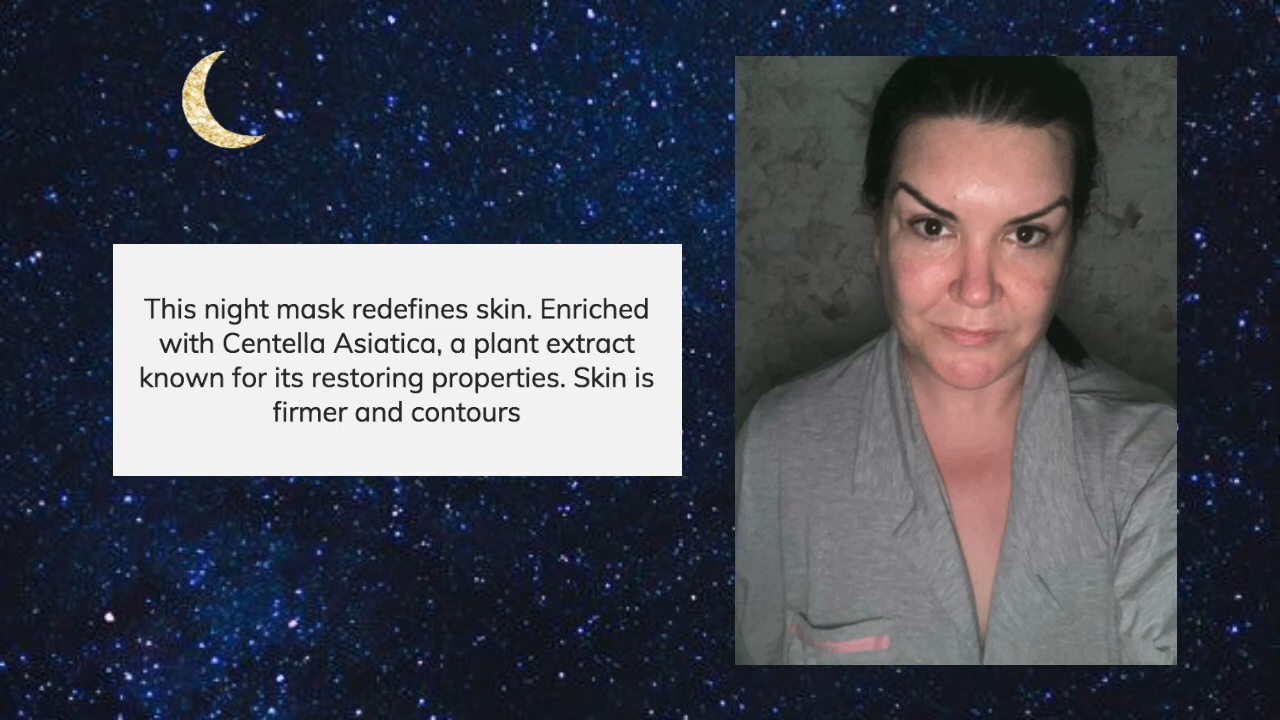 This night mask redefines skin. Enriched
with Centella Asiatica, a plant extract
known for its restoring properties. Skin is
firmer and contours